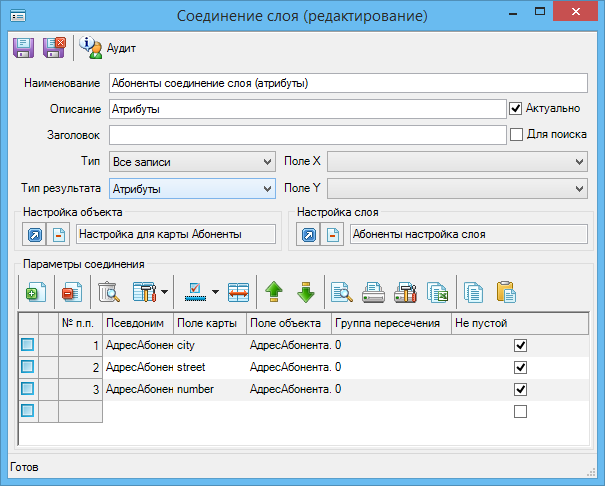 Соединение слоя (редактирование)
Аудит
Наименование Абоненты соединение слоя (атрибуты)
Описание Атрибуты Актуально
Заголовок Для поиска
Тип Все записи Поле X
Тип результата Атрибуты Поле Y
Настройка объекта Настройка слоя
Настройка для карты Абоненты Абоненты настройка слоя
Параметры соединения
№ п.п. Псевдоним Поле карты Поле объекта Группа пересечения Не пустой
1 АдресАбонен city АдресАбонента. 0
2 АдресАбонен street АдресАбонента. 0
3 АдресАбонен number АдресАбонента. 0
Готов